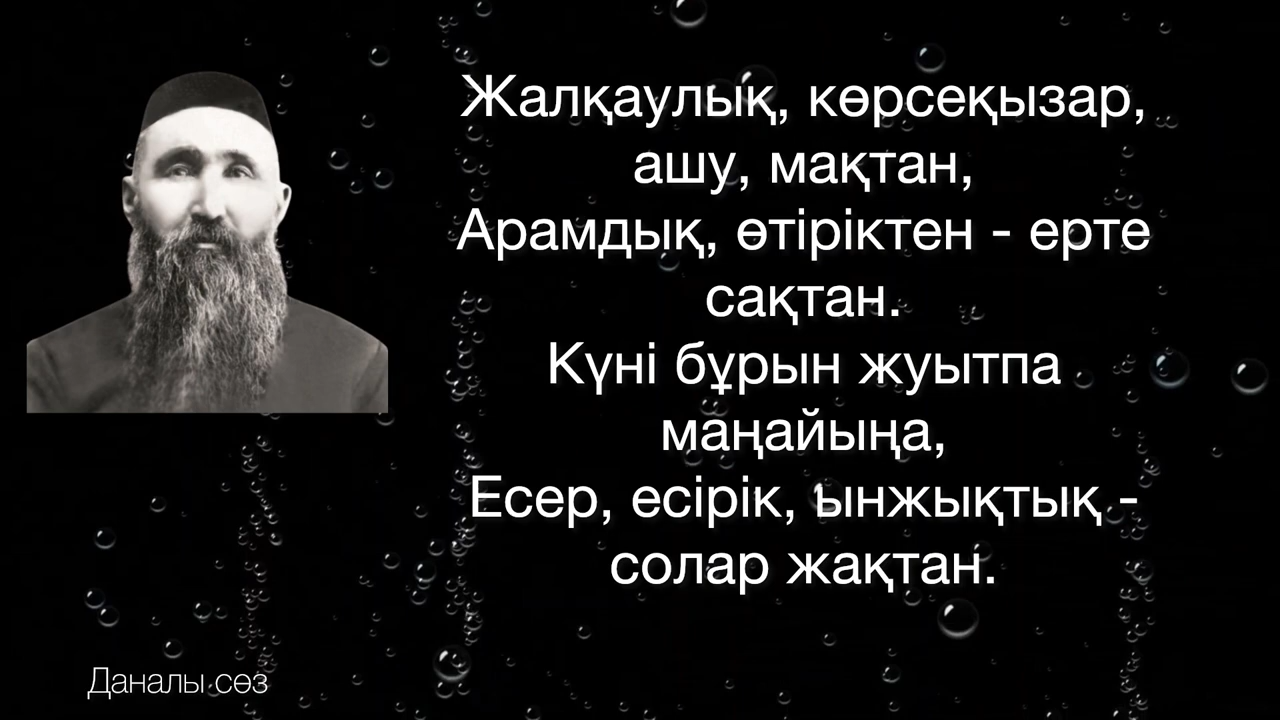 Жалқаулық, көрсеқызар,
ашу, мақтан,
Арамдық, өтіріктен - ерте
сақтан.
Күні бұрын жуытпа
маңайыңа,
Есер, есірік, ынжықтық -
солар жақтан.
Даналы сөз